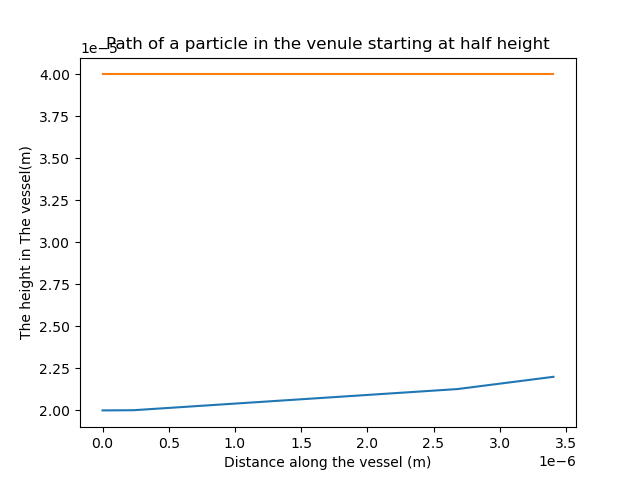 Path of a particle in the venule starting at half height
1e−5
4.00
3.75
3.50
3.25
3.00
2.75
2.50
2.25
2.00
The height in The vessel(m)
0.0 0.5 1.0 1.5 2.0 2.5 3.0 3.5
1e−6
Distance along the vessel (m)